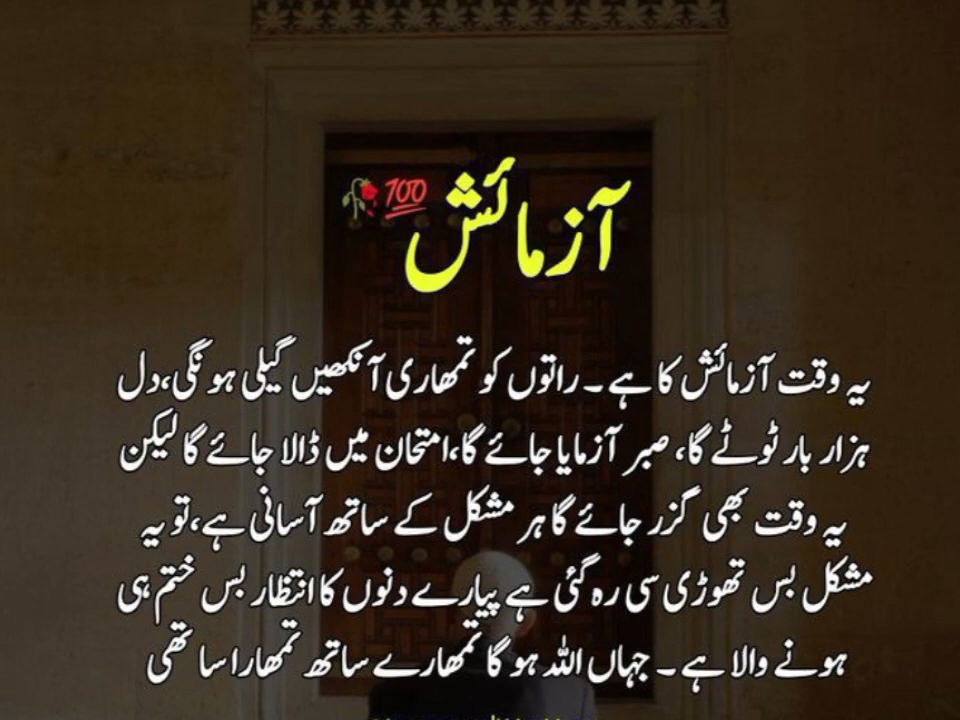 آزمائش 💯🥀
یہ وقت آزمائش کا ہے۔ راتوں کو تمھاری آنکھیں گیلی ہونگی،دل
ہزار بار ٹوٹے گا، صبر آزمایا جائے گا،امتحان میں ڈالا جائے گا لیکن
یہ وقت بھی گزر جائے گا ہر مشکل کے ساتھ آسانی ہے،تو یہ
مشکل بس تھوڑی سی رہ گئی ہے پیارے دنوں کا انتظار بس ختم ہی
ہونے والا ہے۔ جہاں اللہ ہو گا تمھارے ساتھ تمھارا ساتھی